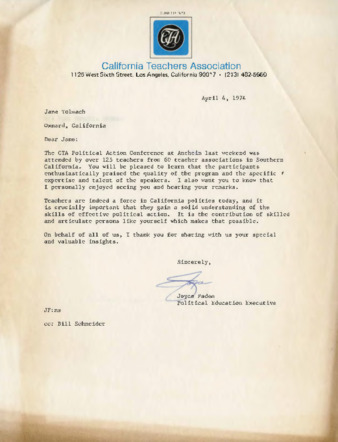 California Teachers Association
1125 West Sixth Street, Los Angeles, California 90017 • (213) 482-5660
April 6, 1976
Jane
Oxnard, California
Dear Jane:
The CTA Political Action Conference at Anaheim last weekend was
attended by over 125 teachers from 60 teacher associations in Southern
California. You will be pleased to learn that the participants
enthusiastically praised the quality of the program and the specific
expertise and talent of the speakers. I also want you to know that
I personally enjoyed seeing you and hearing your remarks.
Teachers are indeed a force in California politics today, and it
is crucially important that they gain a solid understanding of the
skills of effective political action. It is the contribution of skilled
and articulate persons like yourself which makes that possible.
On behalf of all of us, I thank you for sharing with us your special
and valuable insights.
Sincerely,
Joyce Fadem
Political Education Executive
JF:ns
cc: Bill Schneider